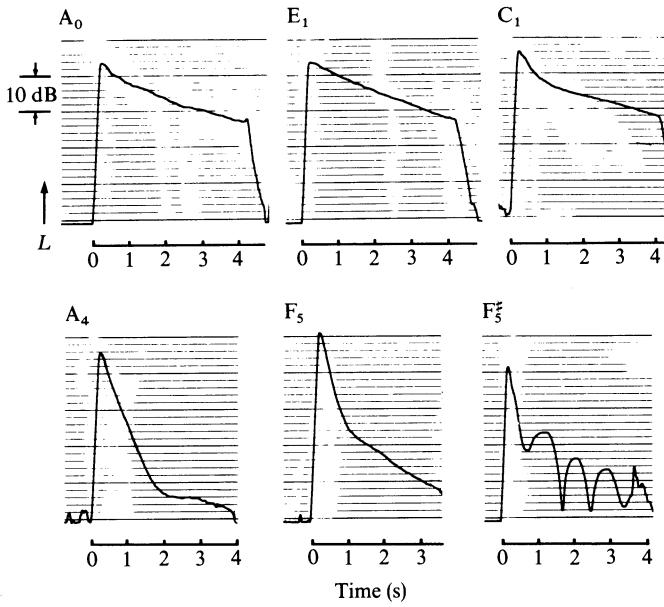 A₀ E₁ C₁
10 dB
L
0 1 2 3 4 0 1 2 3 4 0 1 2 3 4
A₄ F₅ F₅♯
0 1 2 3 4 0 1 2 3 0 1 2 3 4
Time (s)